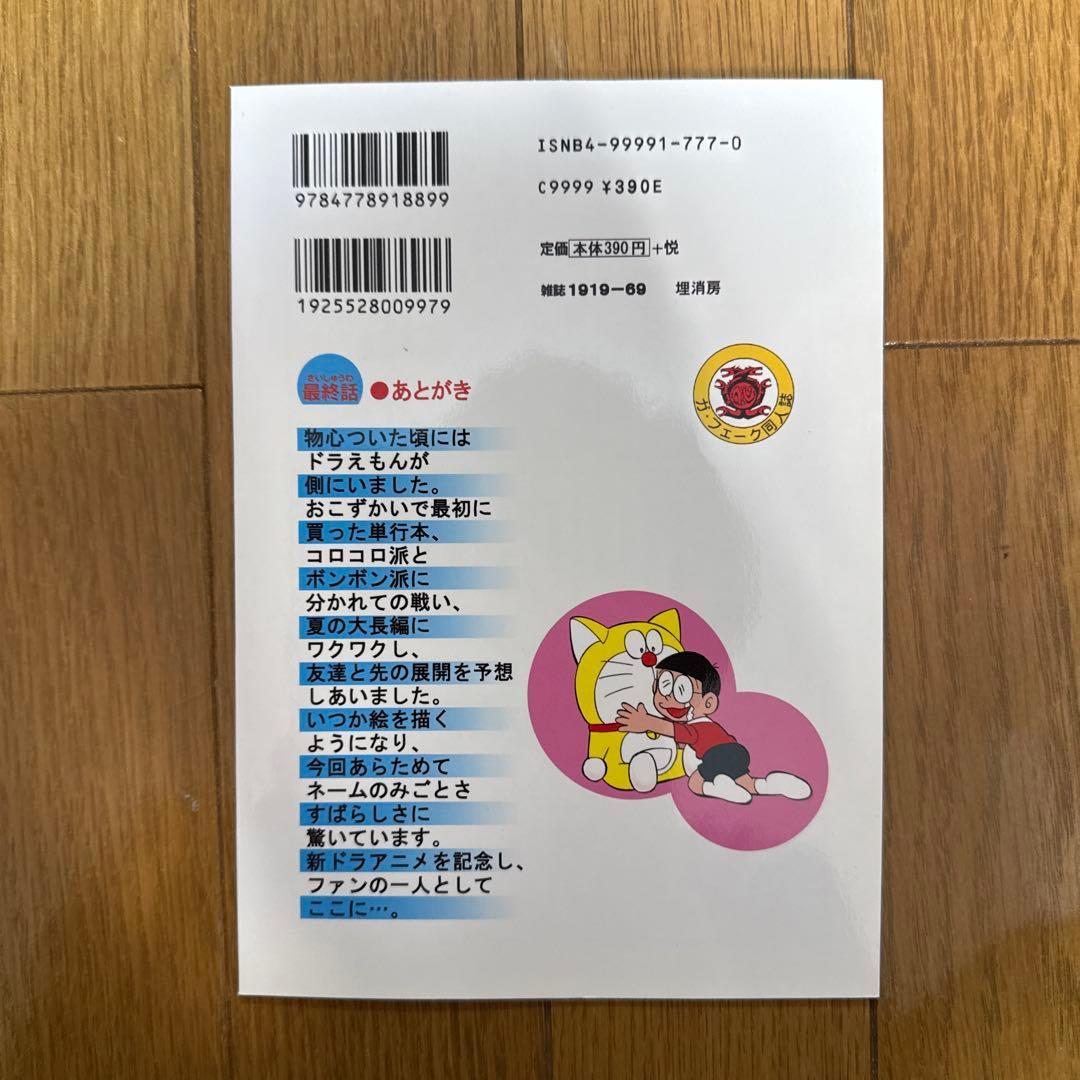 ISNB4-99991-777-0
9784778918899
C9999 ¥390E
定価 本体390円 +悦
1925528009979
雑誌 1919-69 埋消房
さいしゅうわ
最終話 ●あとがき
ガ・フェーク同人誌
物心ついた頃には
ドラえもんが
側にいました。
おこずかいで最初に
買った単行本、
コロコロ派と
ボンボン派に
分かれての戦い、
夏の大長編に
ワクワクし、
友達と先の展開を予想
しあいました。
いつか絵を描く
ようになり、
今回あらためて
ネームのみごとさ
すばらしさに
驚いています。
新ドラアニメを記念し、
ファンの一人として
ここに…。